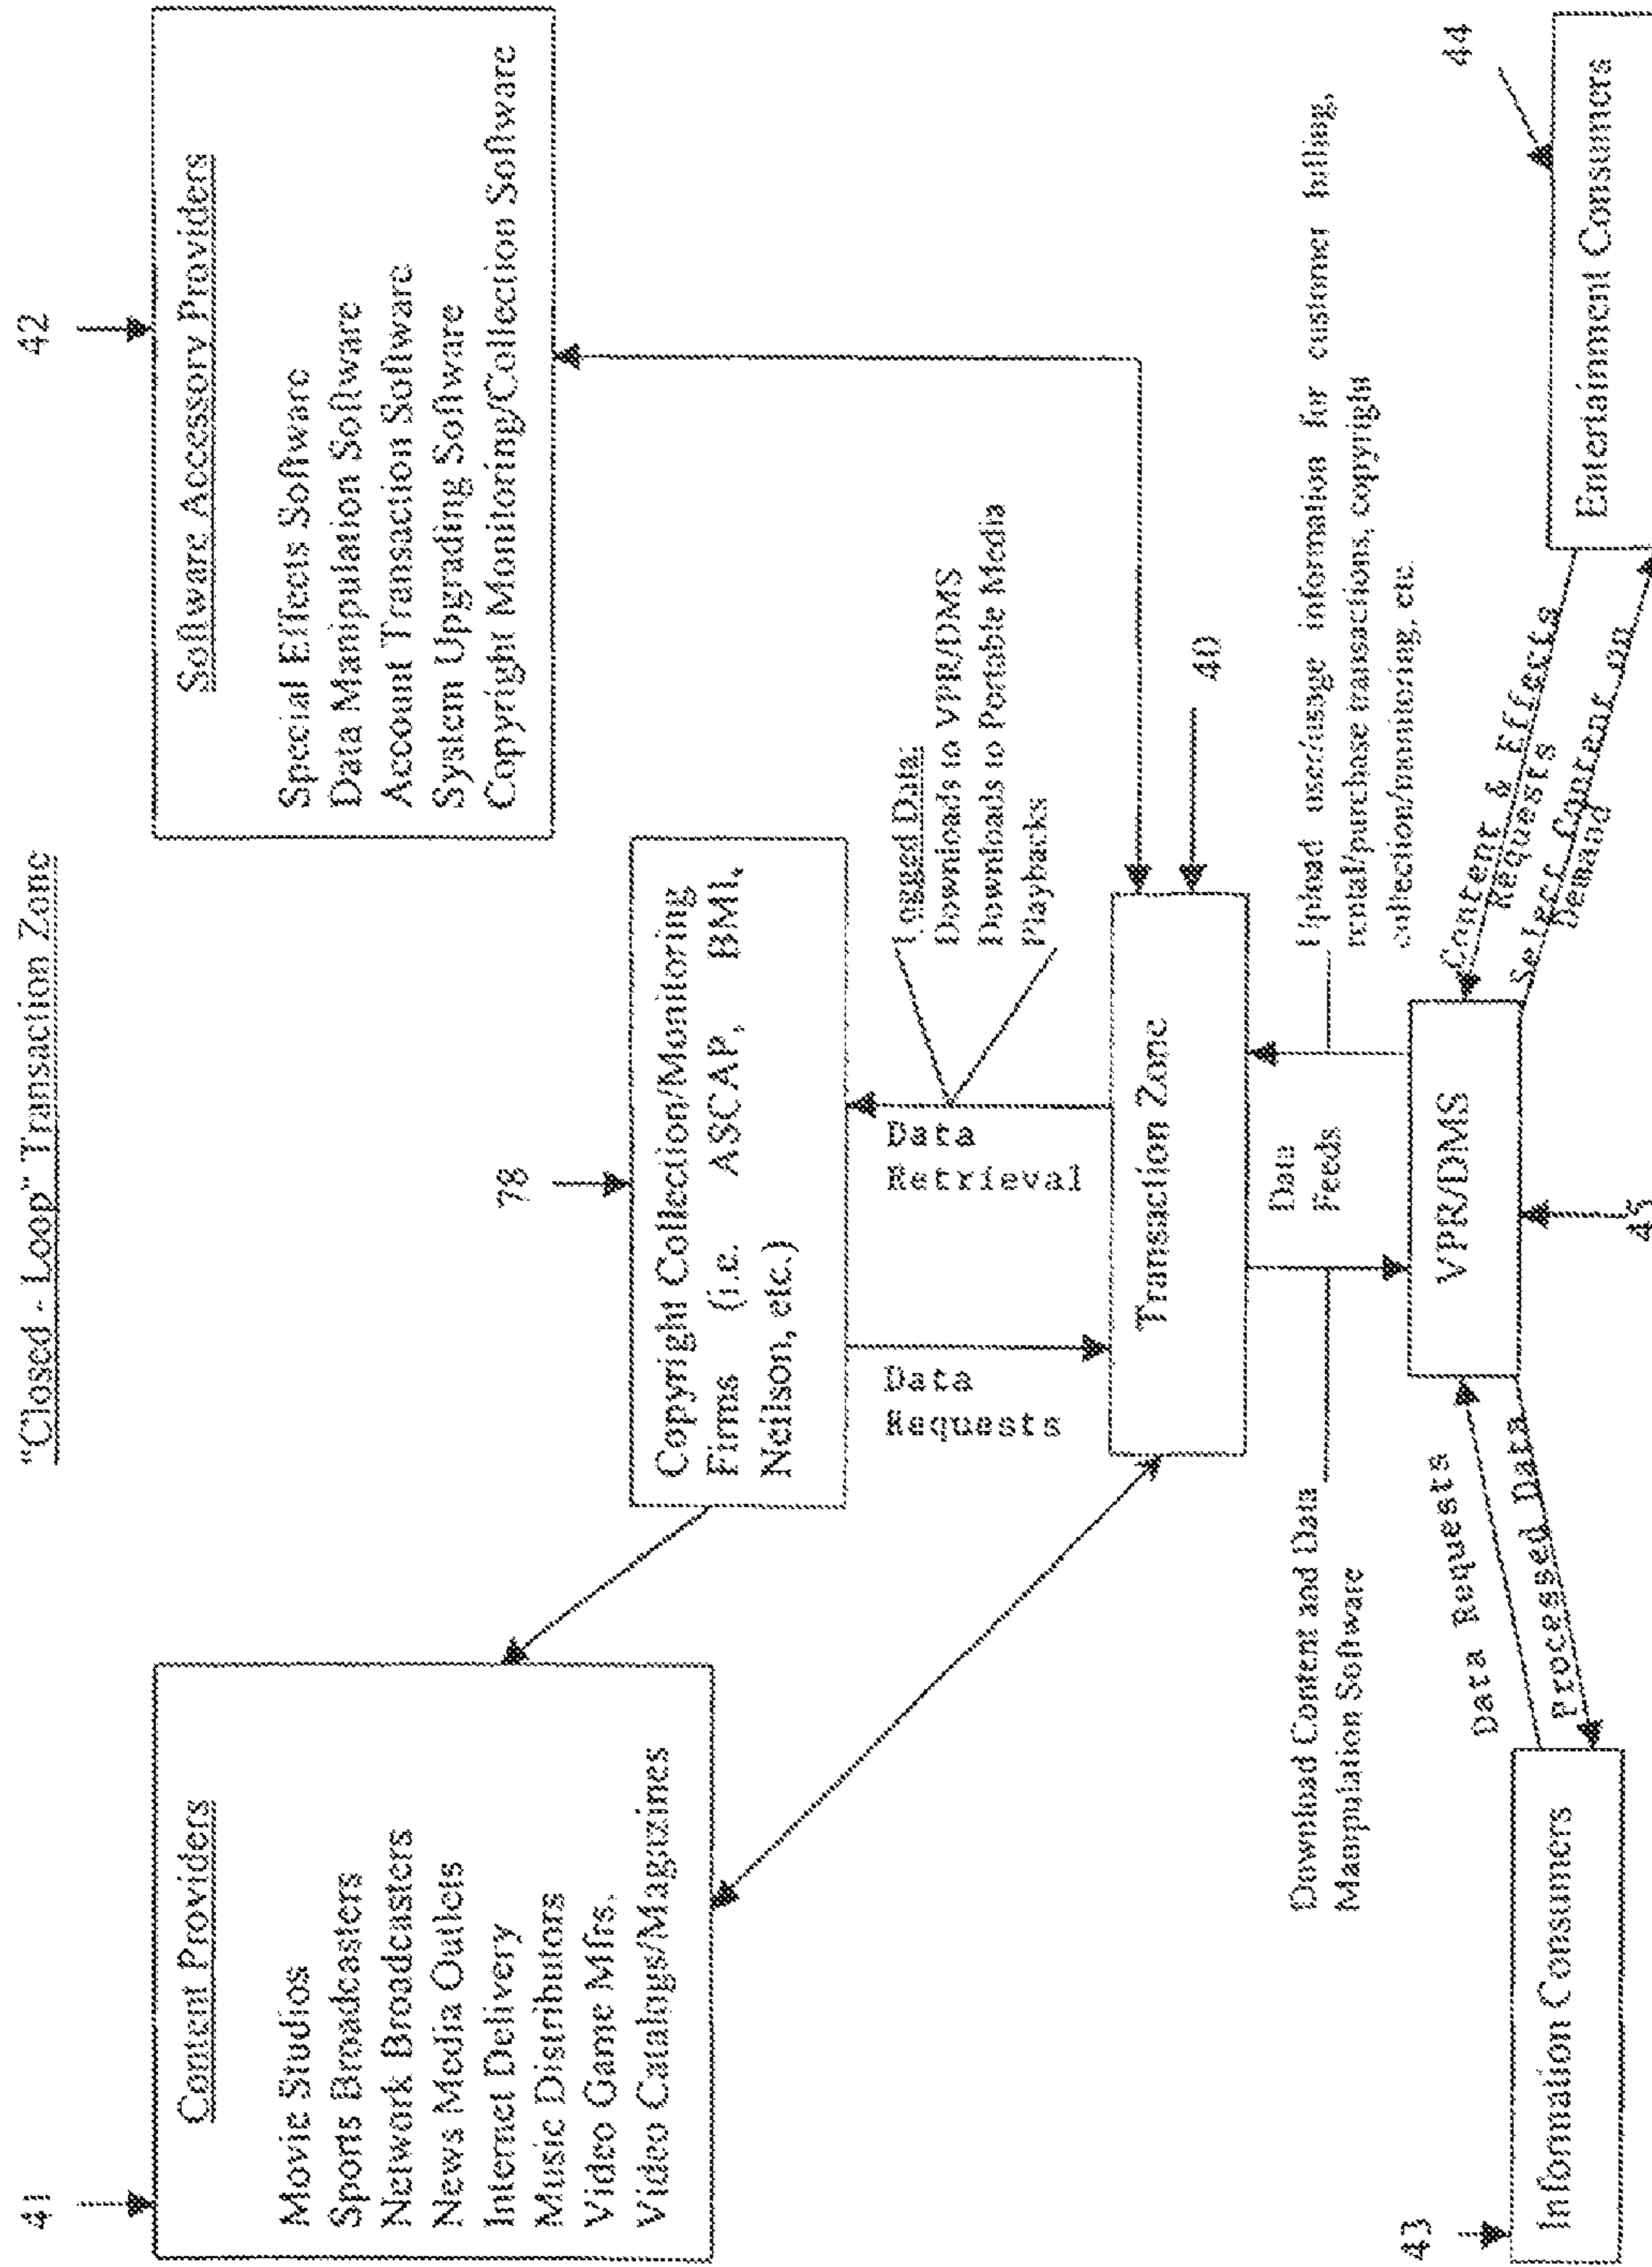 "Closed - Loop" Transaction Zone
41
Content Providers
Movie Studios
Sports Broadcasters
Network Broadcasters
News Media Outlets
Internet Delivery
Music Distributors
Video Game Mfrs.
Video Catalogs/Magazines
42
Software Accessory Providers
Special Effects Software
Data Manipulation Software
Account Transaction Software
System Upgrading Software
Copyright Monitoring/Collection Software
78
Copyright Collection/Monitoring
Firms (i.e. ASCAP, BMI,
Neilson, etc.)
Data
Requests
Data
Retrieval
Logged Data:
Downloads to VPR/DMS
Downloads to Portable Media
Playbacks
Transaction Zone
40
Download Content and Data
Manipulation Software
Data
Feeds
Upload user/usage information for customer billing,
rental/purchase transactions, copyright
collection/monitoring, etc.
VPR/DMS
45
Data Requests
Processed Data
Content & Effects
Requests
Select Content on
Demand
43
Information Consumers
44
Entertainment Consumers